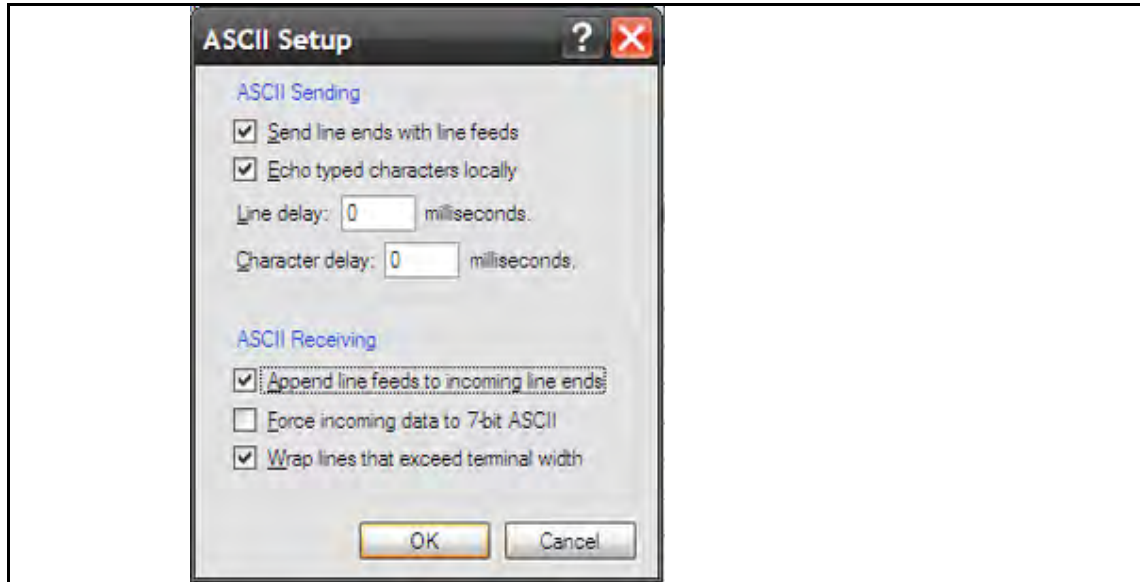 ASCII Setup ?
ASCII Sending
Send line ends with line feeds
Echo typed characters locally
Line delay: 0 milliseconds.
Character delay: 0 milliseconds.
ASCII Receiving
Append line feeds to incoming line ends
Force incoming data to 7-bit ASCII
Wrap lines that exceed terminal width
OK Cancel